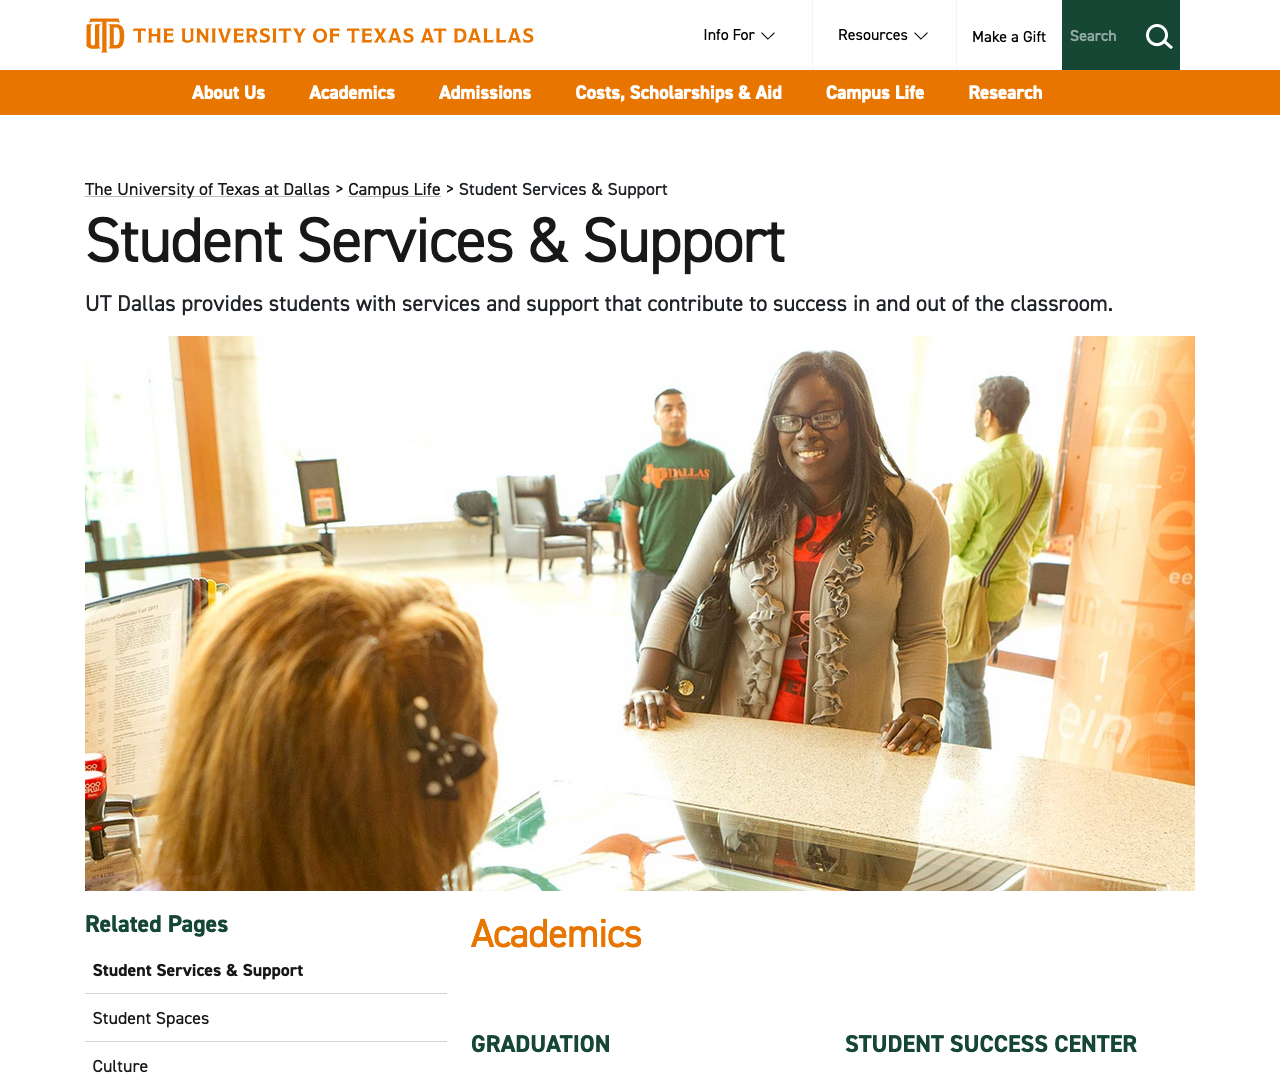 UTD THE UNIVERSITY OF TEXAS AT DALLAS
Info For
Resources
Make a Gift
Search
About Us
Academics
Admissions
Costs, Scholarships & Aid
Campus Life
Research
The University of Texas at Dallas > Campus Life > Student Services & Support
Student Services & Support
UT Dallas provides students with services and support that contribute to success in and out of the classroom.
DALLAS
Related Pages
Student Services & Support
Student Spaces
Culture
Academics
GRADUATION
STUDENT SUCCESS CENTER